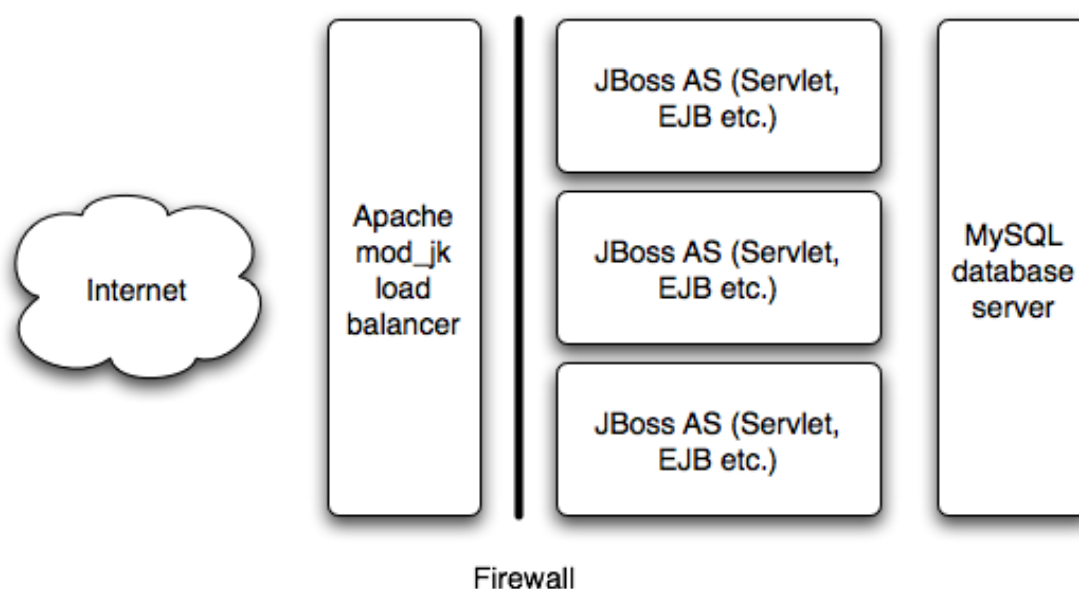 Internet
Apache
mod_jk
load
balancer
JBoss AS (Servlet,
EJB etc.)
JBoss AS (Servlet,
EJB etc.)
JBoss AS (Servlet,
EJB etc.)
MySQL
database
server
Firewall